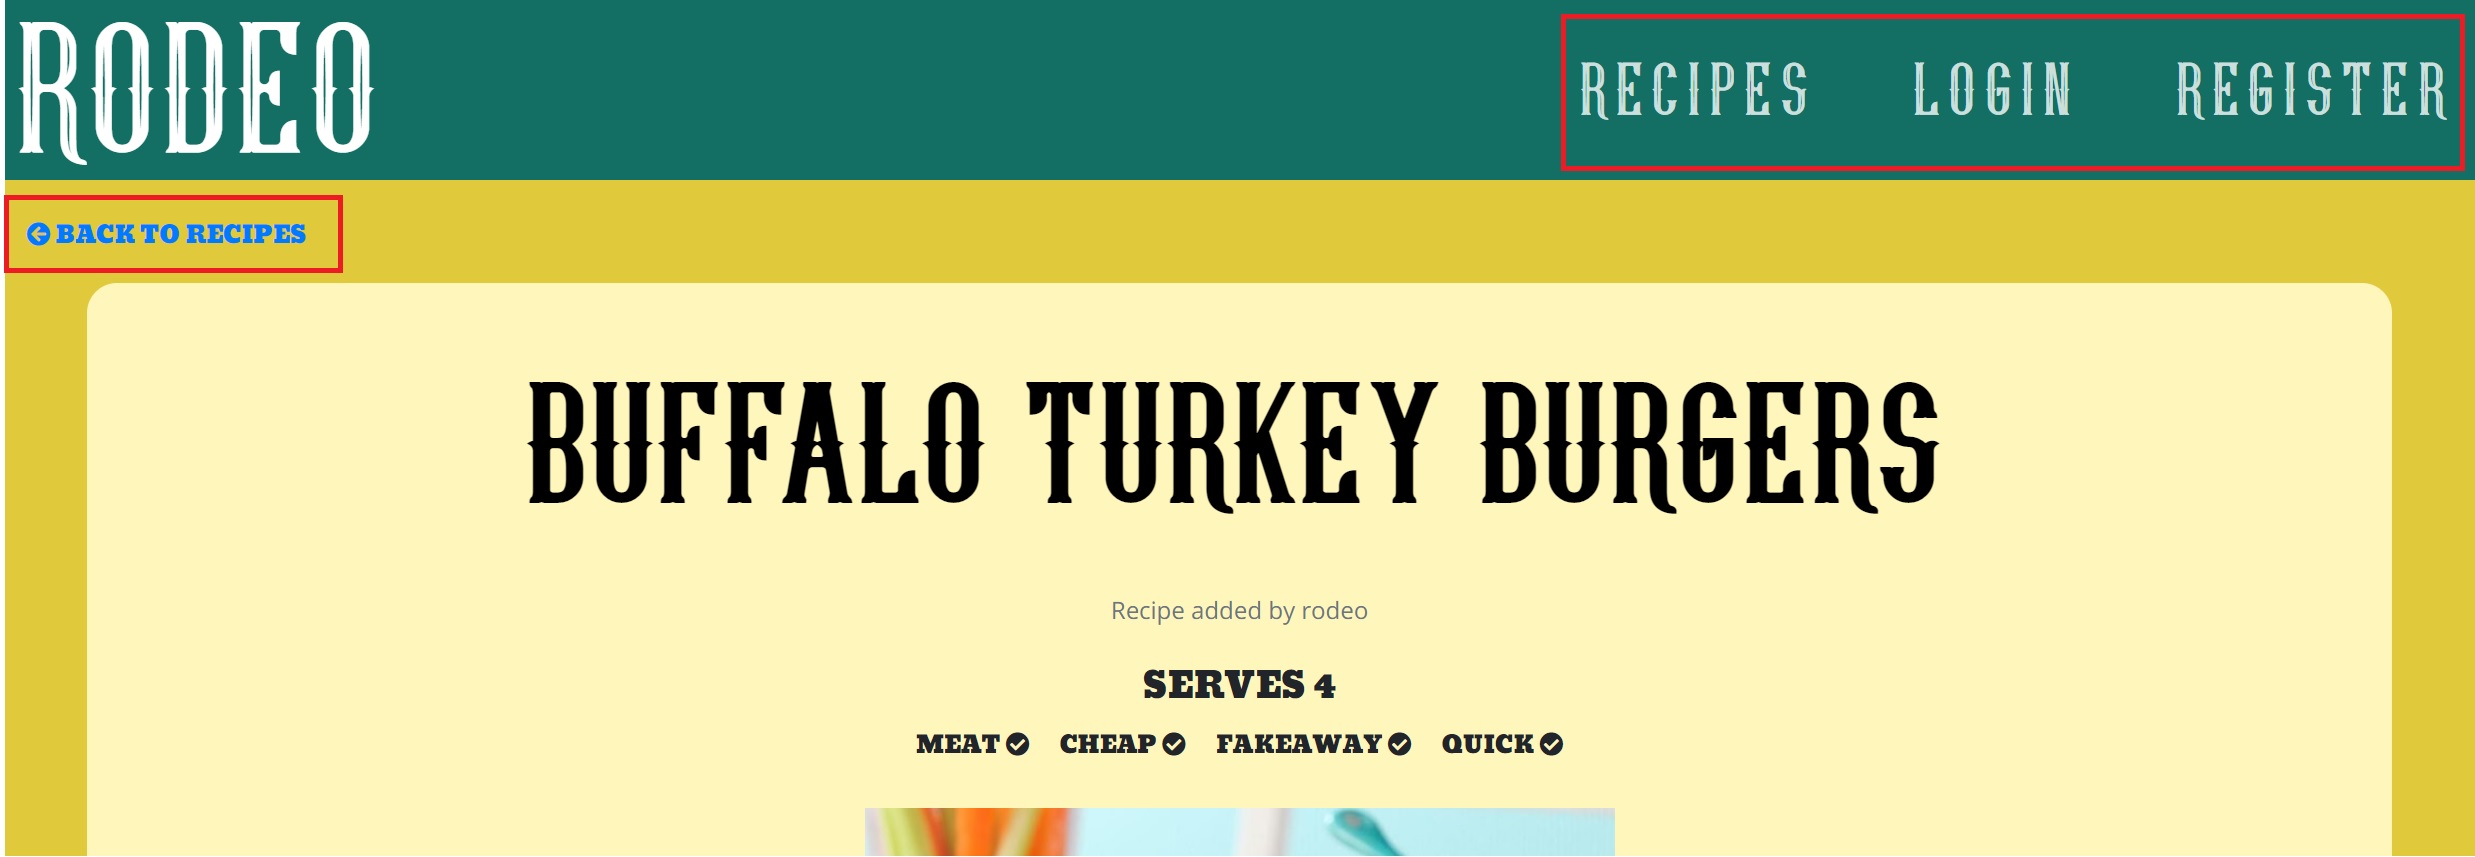 RODEO
RECIPES LOGIN REGISTER
BACK TO RECIPES
BUFFALO TURKEY BURGERS
Recipe added by rodeo
SERVES 4
MEAT CHEAP FAKEAWAY QUICK